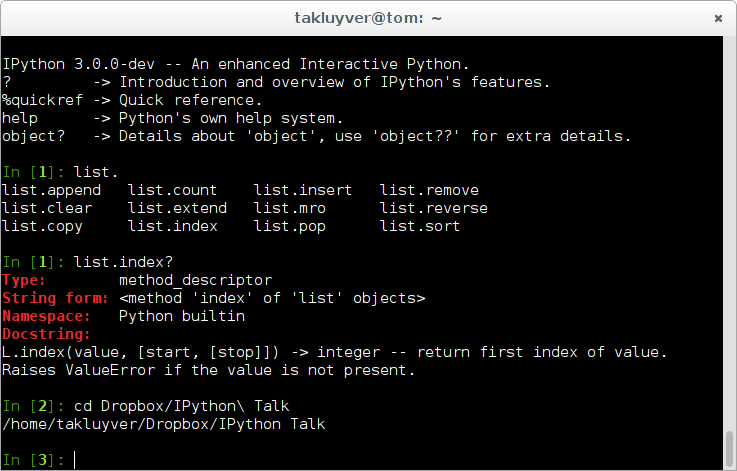 takluyver@tom: ~
×
IPython 3.0.0-dev -- An enhanced Interactive Python.
?         -> Introduction and overview of IPython's features.
%quickref -> Quick reference.
help      -> Python's own help system.
object?   -> Details about 'object', use 'object??' for extra details.
In [1]: list.
list.append   list.count    list.insert   list.remove
list.clear    list.extend   list.mro      list.reverse
list.copy     list.index    list.pop      list.sort
In [1]: list.index?
Type:        method_descriptor
String form: <method 'index' of 'list' objects>
Namespace:   Python builtin
Docstring:
L.index(value, [start, [stop]]) -> integer -- return first index of value.
Raises ValueError if the value is not present.
In [2]: cd Dropbox/IPython\ Talk
/home/takluyver/Dropbox/IPython Talk
In [3]: